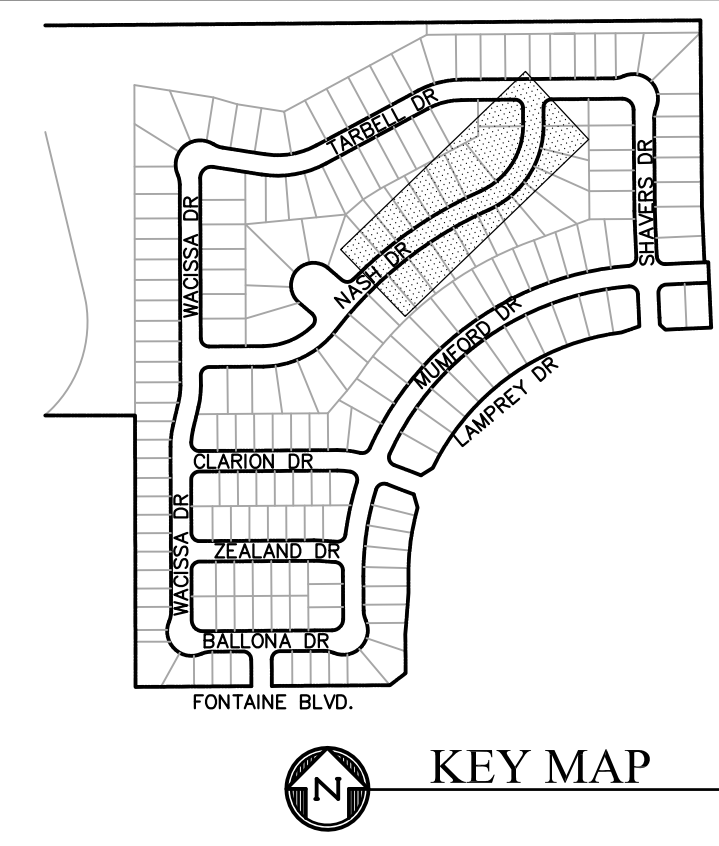 TARBELL DR
SHAVERS DR
WACISSA DR
NASH DR
MUMFORD DR
LAMPREY DR
CLARION DR
WACISSA DR
ZEALAND DR
BALLONA DR
FONTAINE BLVD.
KEY MAP
N